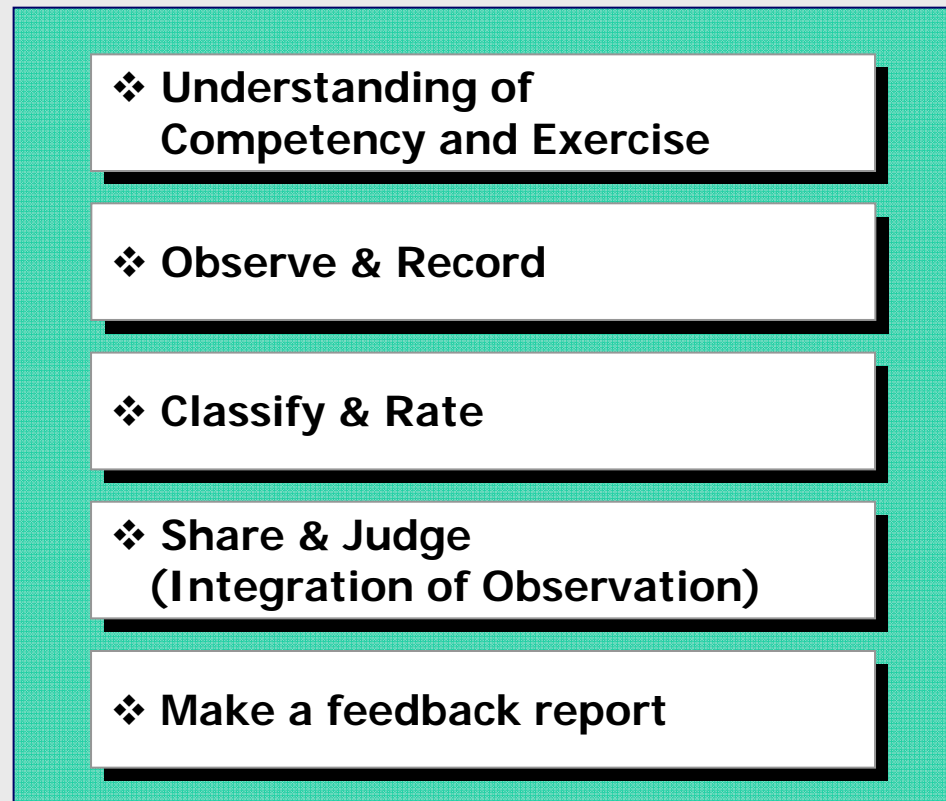 ❖ Understanding of
Competency and Exercise
❖ Observe & Record
❖ Classify & Rate
❖ Share & Judge
(Integration of Observation)
❖ Make a feedback report